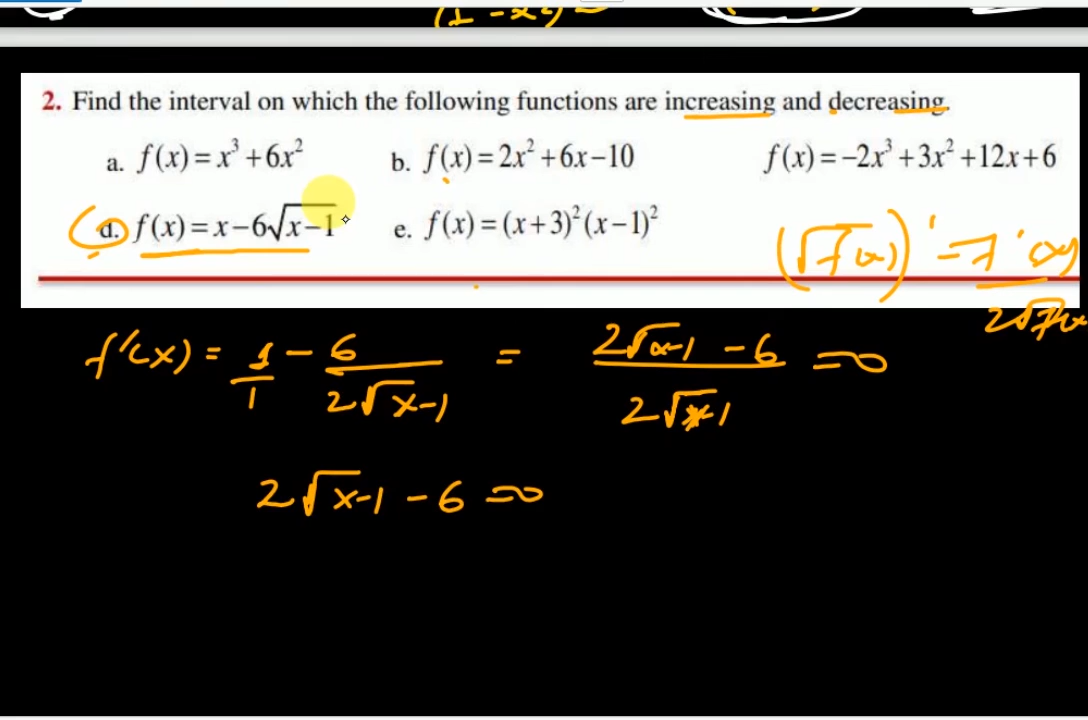 2. Find the interval on which the following functions are increasing and decreasing.
a. f(x) = x³ + 6x² b. f(x) = 2x² + 6x − 10 f(x) = −2x³ + 3x² + 12x + 6
d. f(x) = x − 6√(x−1) e. f(x) = (x+3)²(x−1)²
(√f(x))' = f'(x) / 2√f(x)
f'(x) = 1/1 − 6/(2√x-1) = (2√x-1 − 6)/(2√x-1) = 0
2√x-1 − 6 = 0